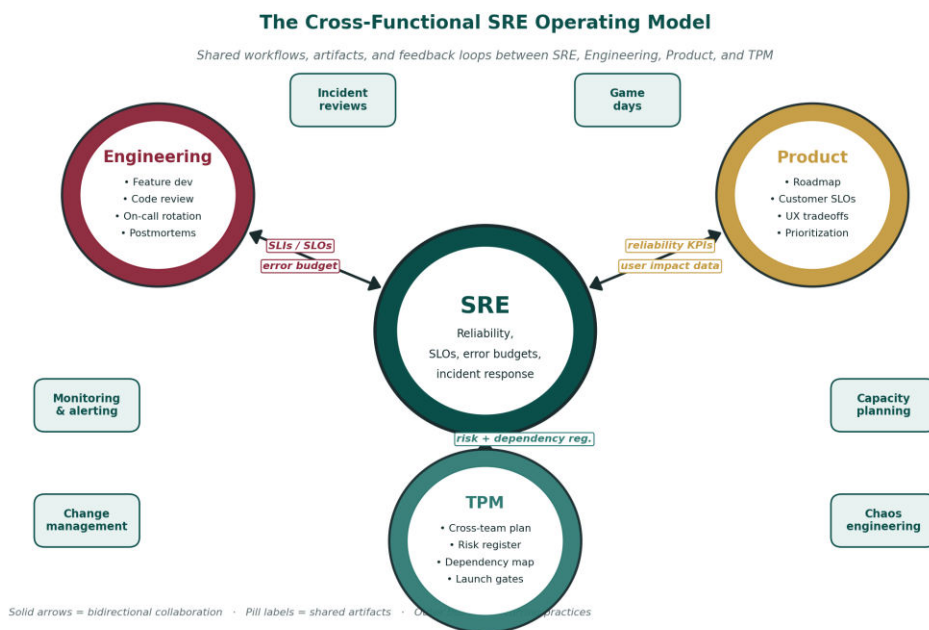 The Cross-Functional SRE Operating Model
Shared workflows, artifacts, and feedback loops between SRE, Engineering, Product, and TPM
Incident
reviews
Game
days
Engineering
• Feature dev
• Code review
• On-call rotation
• Postmortems
Product
• Roadmap
• Customer SLOs
• UX tradeoffs
• Prioritization
SLIs / SLOs
error budget
reliability KPIs
user impact data
SRE
Reliability,
SLOs, error budgets,
incident response
Monitoring
& alerting
Capacity
planning
risk + dependency reg.
TPM
• Cross-team plan
• Risk register
• Dependency map
• Launch gates
Change
management
Chaos
engineering
Solid arrows = bidirectional collaboration · Pill labels = shared artifacts · practices